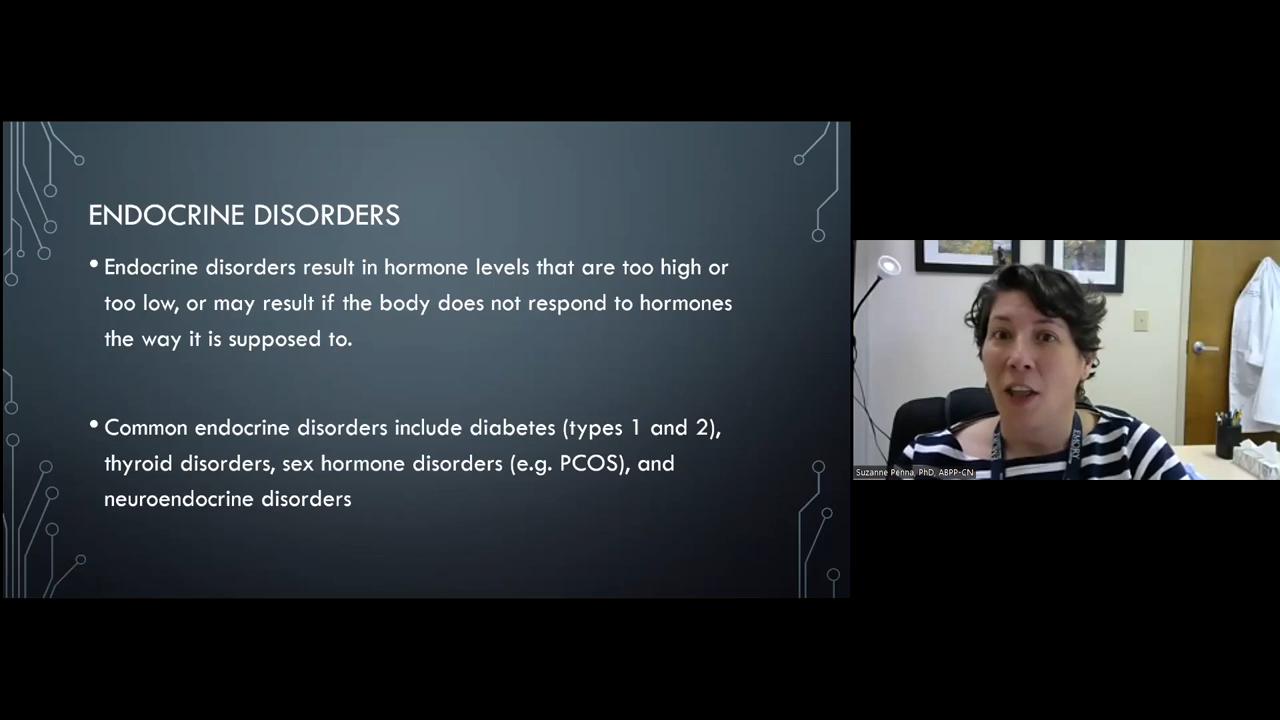 ENDOCRINE DISORDERS
• Endocrine disorders result in hormone levels that are too high or
too low, or may result if the body does not respond to hormones
the way it is supposed to.
• Common endocrine disorders include diabetes (types 1 and 2),
thyroid disorders, sex hormone disorders (e.g. PCOS), and
neuroendocrine disorders
EMORY
Suzanne Penna, PhD, ABPP-CN